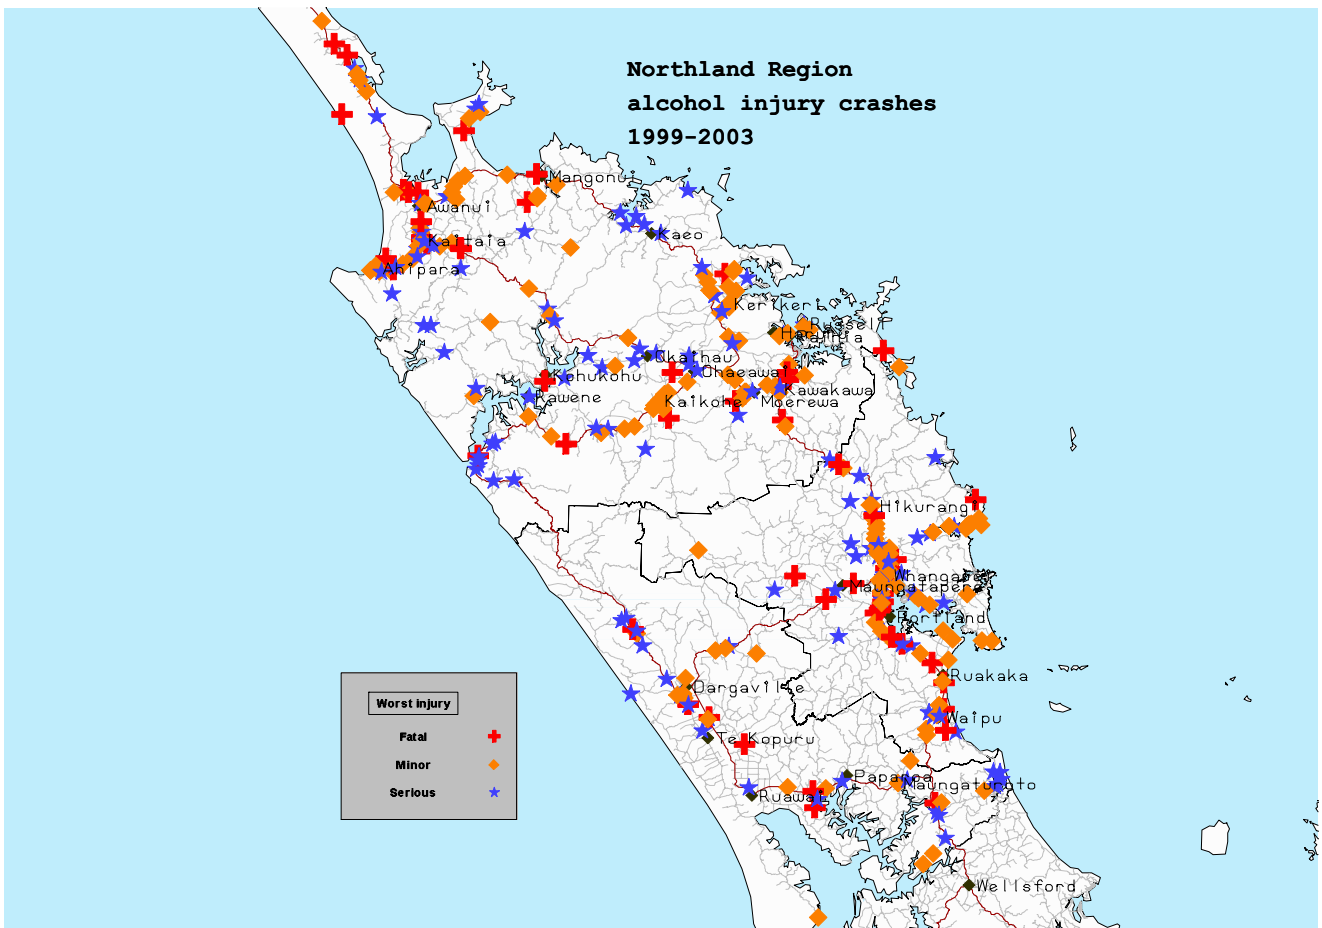 Northland Region
alcohol injury crashes
1999-2003
Mangonui
Awanui
Kaeo
Kaitaia
Ahipara
Kerikeri
Russell
Okaihau
Ohaeawai
Kohukohu
Kawakawa
Rawene
Kaikohe
Moerewa
Hikurangi
Whangarei
Maungatapere
Portland
Ruakaka
Dargaville
Waipu
Te Kopuru
Paparoa
Maungaturoto
Ruawai
Wellsford
Worst injury
Fatal
Minor
Serious